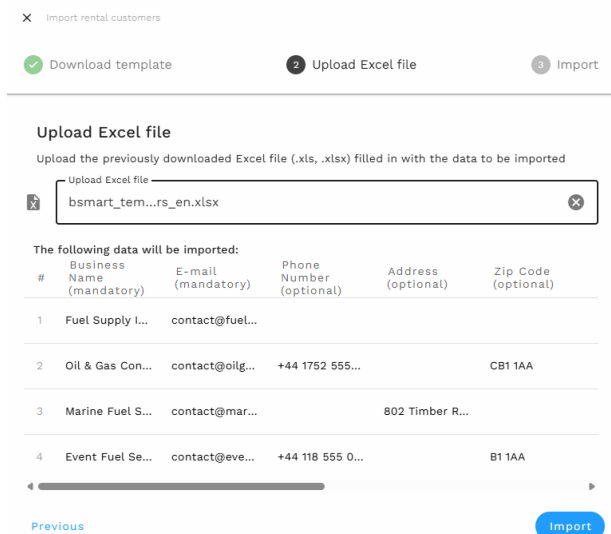 Import rental customers
Download template
2 Upload Excel file
3 Import
Upload Excel file
Upload the previously downloaded Excel file (.xls, .xlsx) filled in with the data to be imported
Upload Excel file
bsmart_tem...rs_en.xlsx
The following data will be imported:
# Business Name (mandatory) E-mail (mandatory) Phone Number (optional) Address (optional) Zip Code (optional)
1 Fuel Supply I... contact@fuel...
2 Oil & Gas Con... contact@oilg... +44 1752 555... CB1 1AA
3 Marine Fuel S... contact@mar... 802 Timber R...
4 Event Fuel Se... contact@eve... +44 118 555 0... B1 1AA
Previous
Import